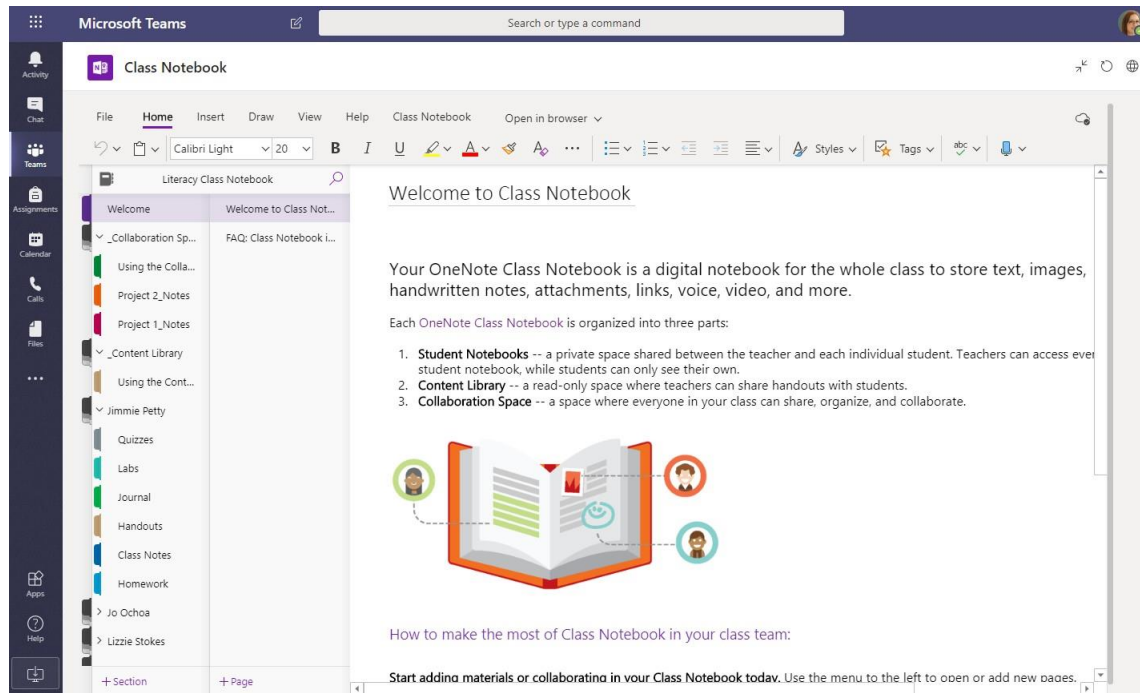 Microsoft Teams
Search or type a command
Activity
Chat
Teams
Assignments
Calendar
Calls
Files
Apps
Help
N
Class Notebook
File Home Insert Draw View Help Class Notebook Open in browser
Calibri Light 20 B I U A A Styles Tags abc
Literacy Class Notebook
Welcome
_Collaboration Sp...
Using the Colla...
Project 2_Notes
Project 1_Notes
_Content Library
Using the Cont...
Jimmie Petty
Quizzes
Labs
Journal
Handouts
Class Notes
Homework
Jo Ochoa
Lizzie Stokes
+ Section
Welcome to Class Not...
FAQ: Class Notebook i...
+ Page
Welcome to Class Notebook
Your OneNote Class Notebook is a digital notebook for the whole class to store text, images,
handwritten notes, attachments, links, voice, video, and more.
Each OneNote Class Notebook is organized into three parts:
1. Student Notebooks -- a private space shared between the teacher and each individual student. Teachers can access ever
student notebook, while students can only see their own.
2. Content Library -- a read-only space where teachers can share handouts with students.
3. Collaboration Space -- a space where everyone in your class can share, organize, and collaborate.
How to make the most of Class Notebook in your class team:
Start adding materials or collaborating in your Class Notebook today. Use the menu to the left to open or add new pages.